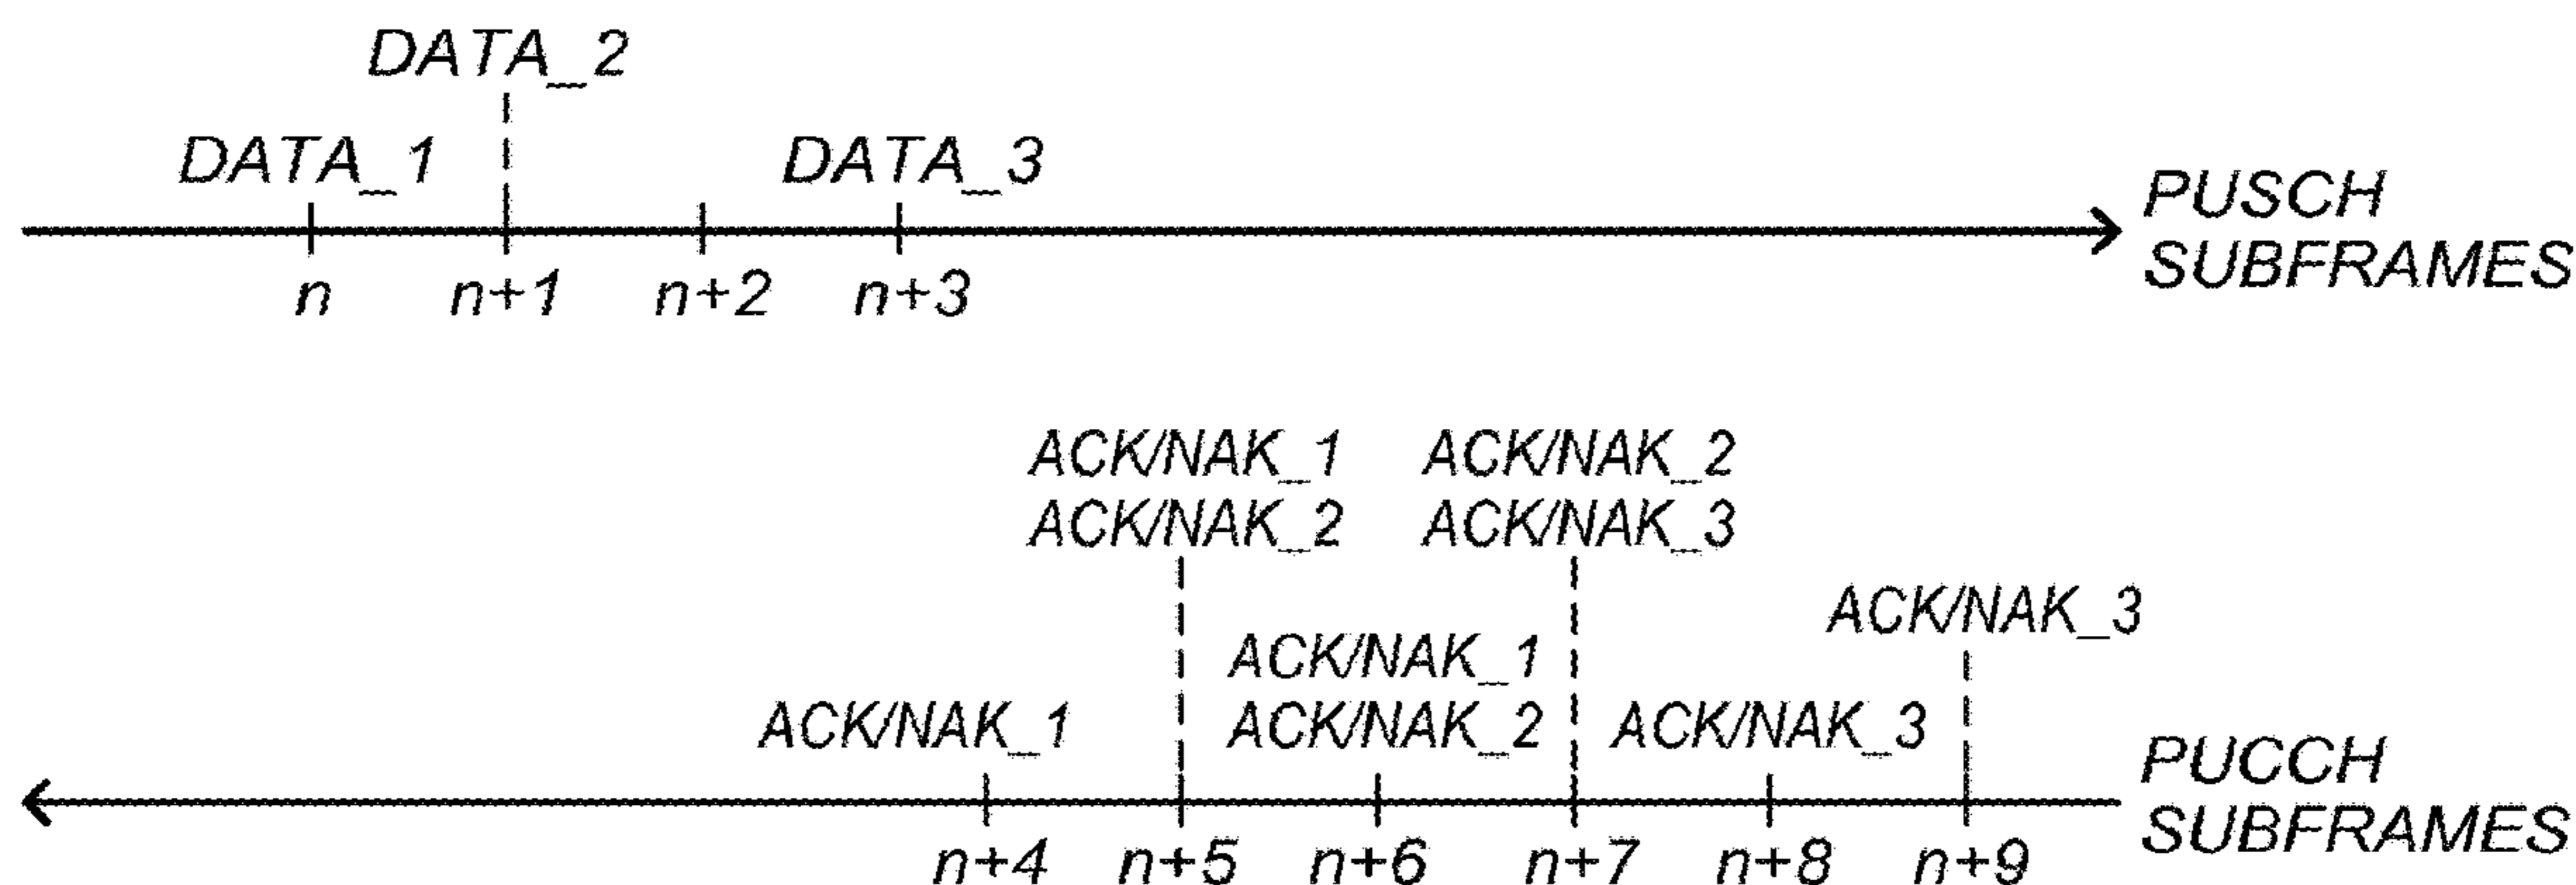 DATA_2
DATA_1
DATA_3
PUSCH
SUBFRAMES
n
n+1
n+2
n+3
ACK/NAK_1
ACK/NAK_2
ACK/NAK_2
ACK/NAK_3
ACK/NAK_3
ACK/NAK_1
ACK/NAK_1
ACK/NAK_2
ACK/NAK_3
PUCCH
SUBFRAMES
n+4
n+5
n+6
n+7
n+8
n+9